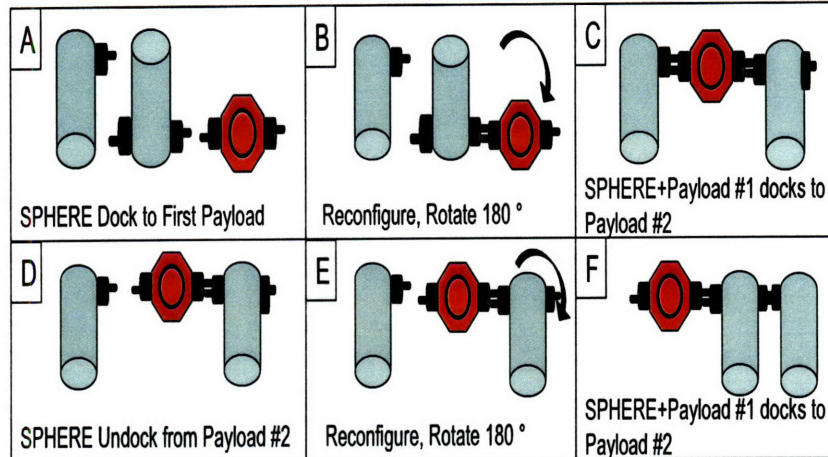 A
SPHERE Dock to First Payload
B
Reconfigure, Rotate 180 °
C
SPHERE+Payload #1 docks to
Payload #2
D
SPHERE Undock from Payload #2
E
Reconfigure, Rotate 180 °
F
SPHERE+Payload #1 docks to
Payload #2